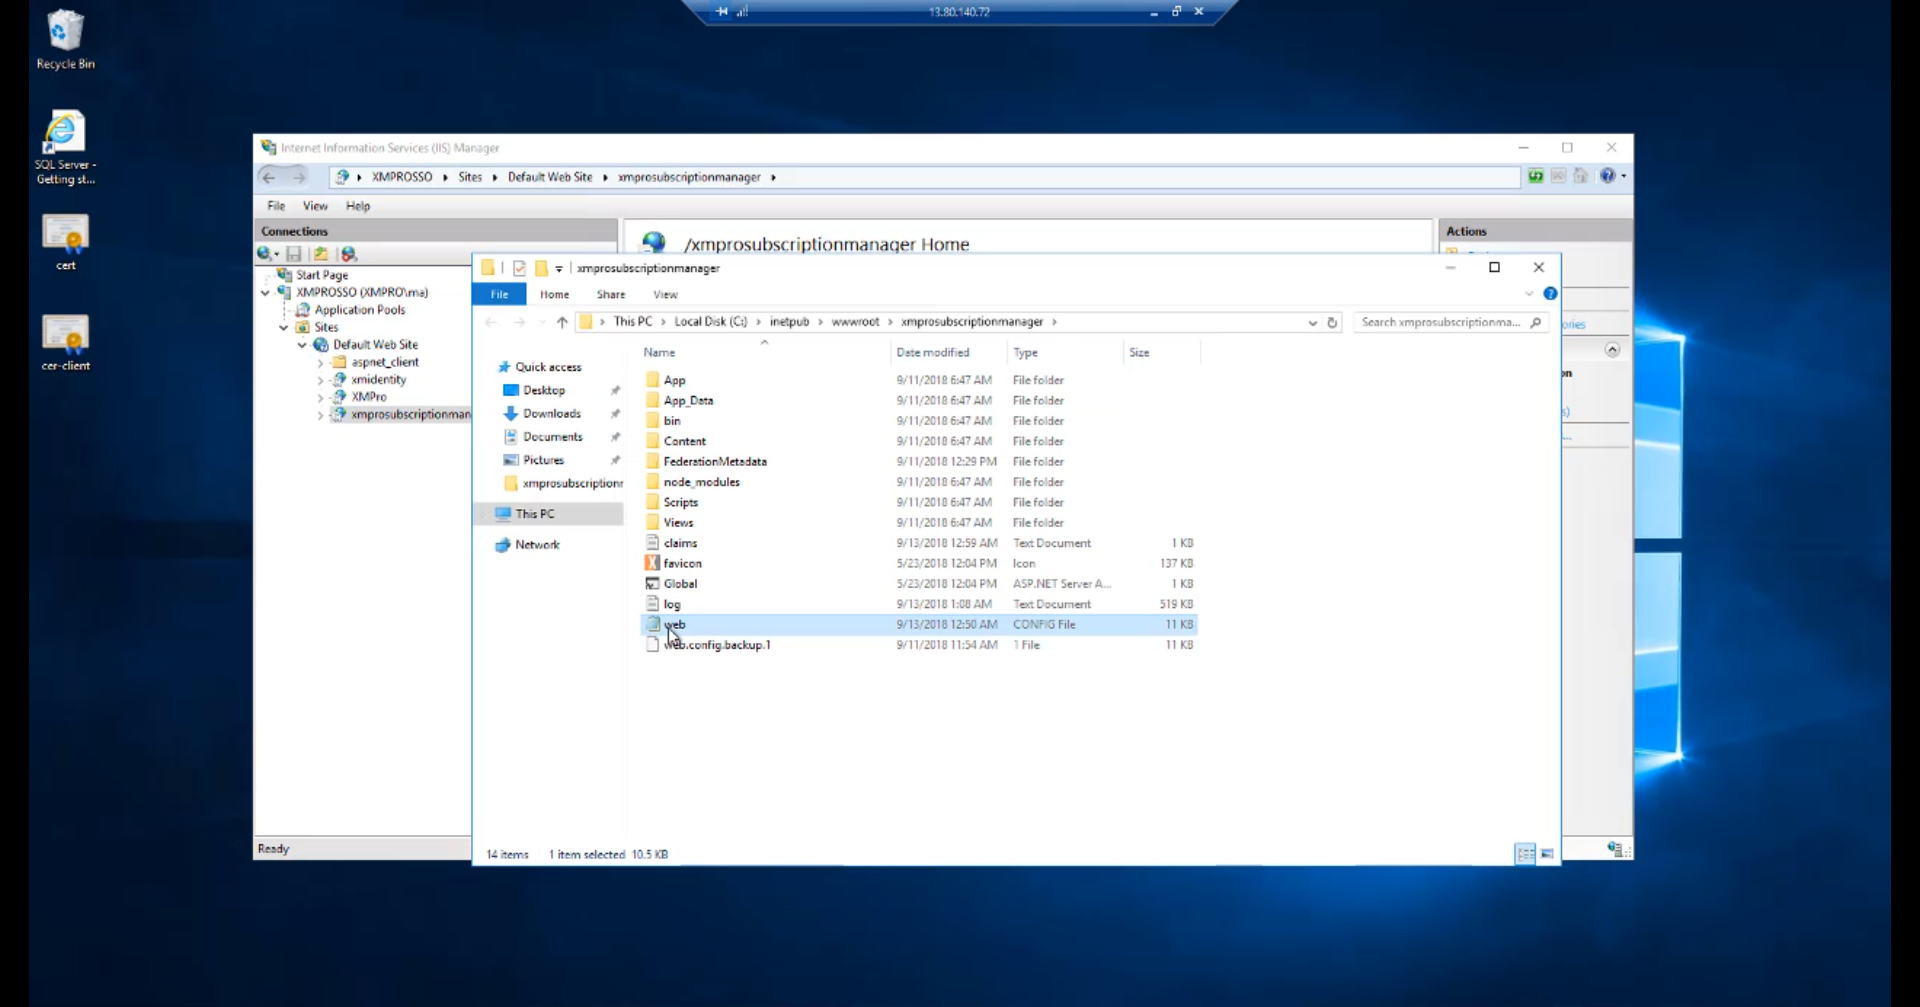 13.80.140.72
Recycle Bin
SQL Server -
Getting st...
cert
cer-client
Internet Information Services (IIS) Manager
XMPROSSO Sites Default Web Site xmprosubscriptionmanager
File View Help
Connections
/xmprosubscriptionmanager Home
Actions
Start Page
XMPROSSO (XMPRO\ma)
Application Pools
Sites
Default Web Site
aspnet_client
xmidentity
XMPro
xmprosubscriptionman
Ready
xmprosubscriptionmanager
File Home Share View
This PC Local Disk (C:) inetpub wwwroot xmprosubscriptionmanager
Search xmprosubscriptionma...
Quick access
Desktop
Downloads
Documents
Pictures
xmprosubscriptionr
This PC
Network
Name Date modified Type Size
App 9/11/2018 6:47 AM File folder
App_Data 9/11/2018 6:47 AM File folder
bin 9/11/2018 6:47 AM File folder
Content 9/11/2018 6:47 AM File folder
FederationMetadata 9/11/2018 12:29 PM File folder
node_modules 9/11/2018 6:47 AM File folder
Scripts 9/11/2018 6:47 AM File folder
Views 9/11/2018 6:47 AM File folder
claims 9/13/2018 12:59 AM Text Document 1 KB
favicon 5/23/2018 12:04 PM Icon 137 KB
Global 5/23/2018 12:04 PM ASP.NET Server A... 1 KB
log 9/13/2018 1:08 AM Text Document 519 KB
web 9/13/2018 12:50 AM CONFIG File 11 KB
Web.config.backup.1 9/11/2018 11:54 AM 1 File 11 KB
14 items 1 item selected 10.5 KB